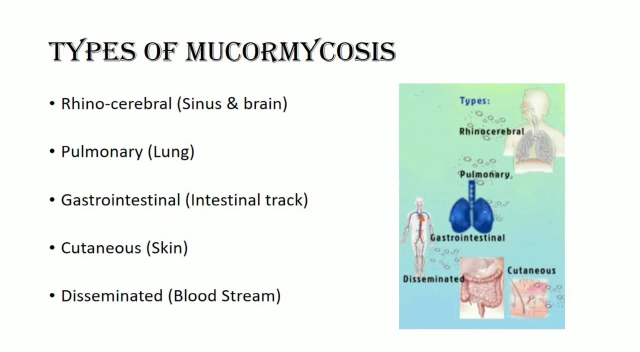 TYPES OF MUCORMYCOSIS
• Rhino-cerebral (Sinus & brain)
• Pulmonary (Lung)
• Gastrointestinal (Intestinal track)
• Cutaneous (Skin)
• Disseminated (Blood Stream)
Types:
Rhinocerebral
Pulmonary,
Gastrointestinal
Disseminated
Cutaneous